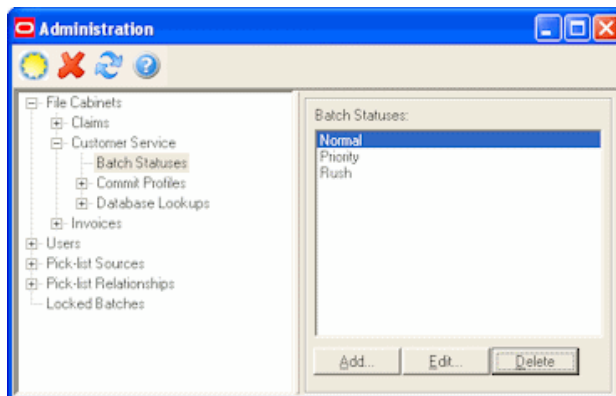 Administration
File Cabinets
Claims
Customer Service
Batch Statuses
Commit Profiles
Database Lookups
Invoices
Users
Pick-list Sources
Pick-list Relationships
Locked Batches
Batch Statuses:
Normal
Priority
Rush
Add... Edit... Delete